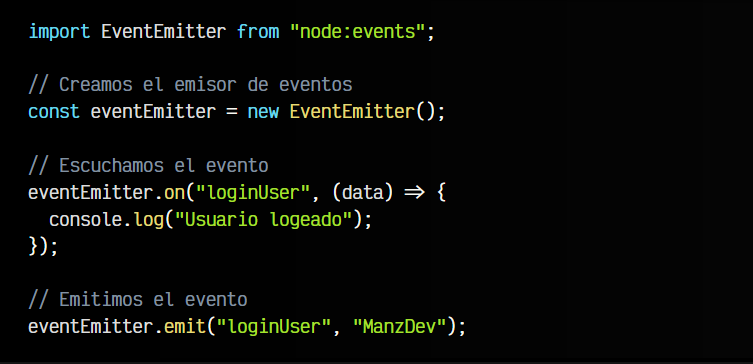 import EventEmitter from "node:events";
// Creamos el emisor de eventos
const eventEmitter = new EventEmitter();
// Escuchamos el evento
eventEmitter.on("loginUser", (data) => {
  console.log("Usuario logeado");
});
// Emitimos el evento
eventEmitter.emit("loginUser", "ManzDev");